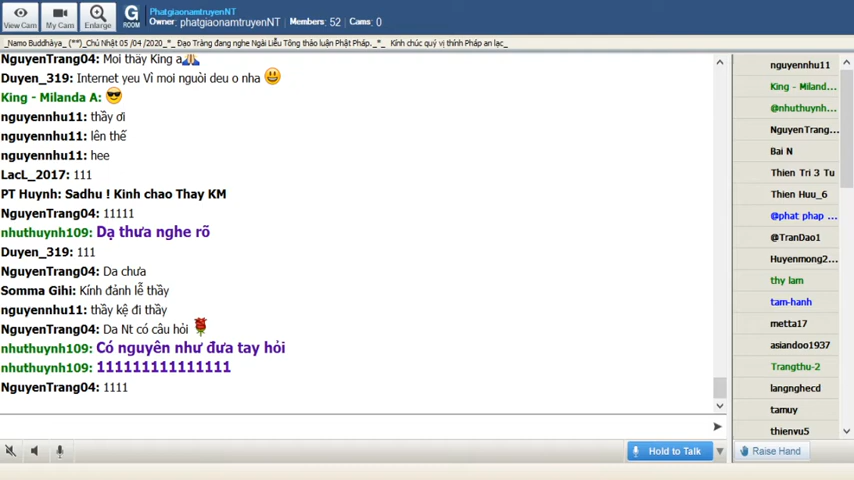 View Cam
My Cam
Enlarge
G ROOM
PhatgiaonamtruyenNT
Owner: phatgiaonamtruyenNT Members: 52 Cams: 0
_Namo Buddhàya_ (**)_Chủ Nhật 05 /04 /2020_*_ Đạo Tràng đang nghe Ngài Liễu Tông thảo luận Phật Pháp._*_ Kính chúc quý vị thính Pháp an lạc_
NguyenTrang04: Moi thầy King a
Duyen_319: Internet yeu Vì moi nguòi deu o nha
King - Milanda A:
nguyennhu11: thầy ơi
nguyennhu11: lên thế
nguyennhu11: hee
LacL_2017: 111
PT Huynh: Sadhu ! Kinh chao Thay KM
NguyenTrang04: 11111
nhuthuynh109: Dạ thưa nghe rõ
Duyen_319: 111
NguyenTrang04: Da chưa
Somma Gihi: Kính đảnh lễ thầy
nguyennhu11: thầy kệ đi thầy
NguyenTrang04: Da Nt có câu hỏi
nhuthuynh109: Có nguyên như đưa tay hỏi
nhuthuynh109: 111111111111111
NguyenTrang04: 1111
nguyennhu11
King - Miland...
@nhuthuynh...
NguyenTrang...
Bai N
Thien Tri 3 Tu
Thien Huu_6
@phat phap ...
@TranDao1
Huyenmong2...
thy lam
tam-hanh
metta17
asiandoo1937
Trangthu-2
langnghecd
tamuy
thienvu5
Hold to Talk
Raise Hand